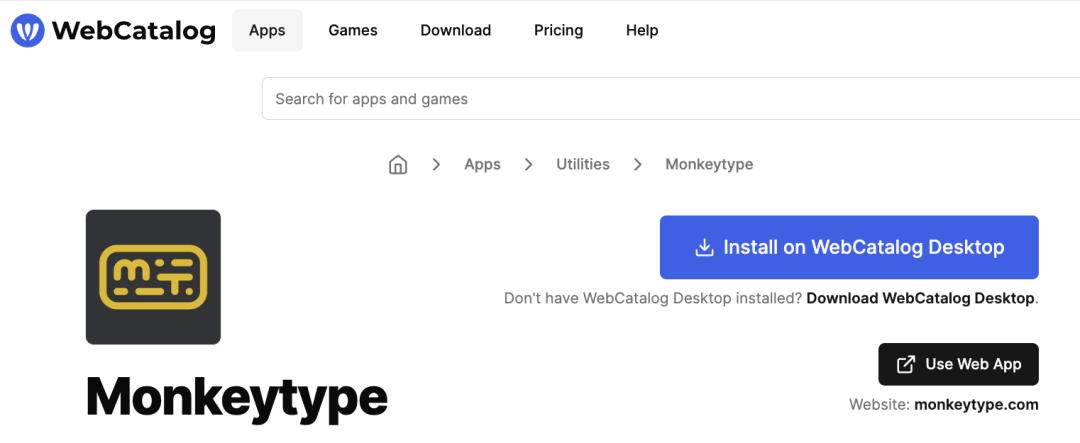 WebCatalog Apps Games Download Pricing Help
Search for apps and games
Apps > Utilities > Monkeytype
m T.
Install on WebCatalog Desktop
Don't have WebCatalog Desktop installed? Download WebCatalog Desktop.
Use Web App
Website: monkeytype.com
Monkeytype